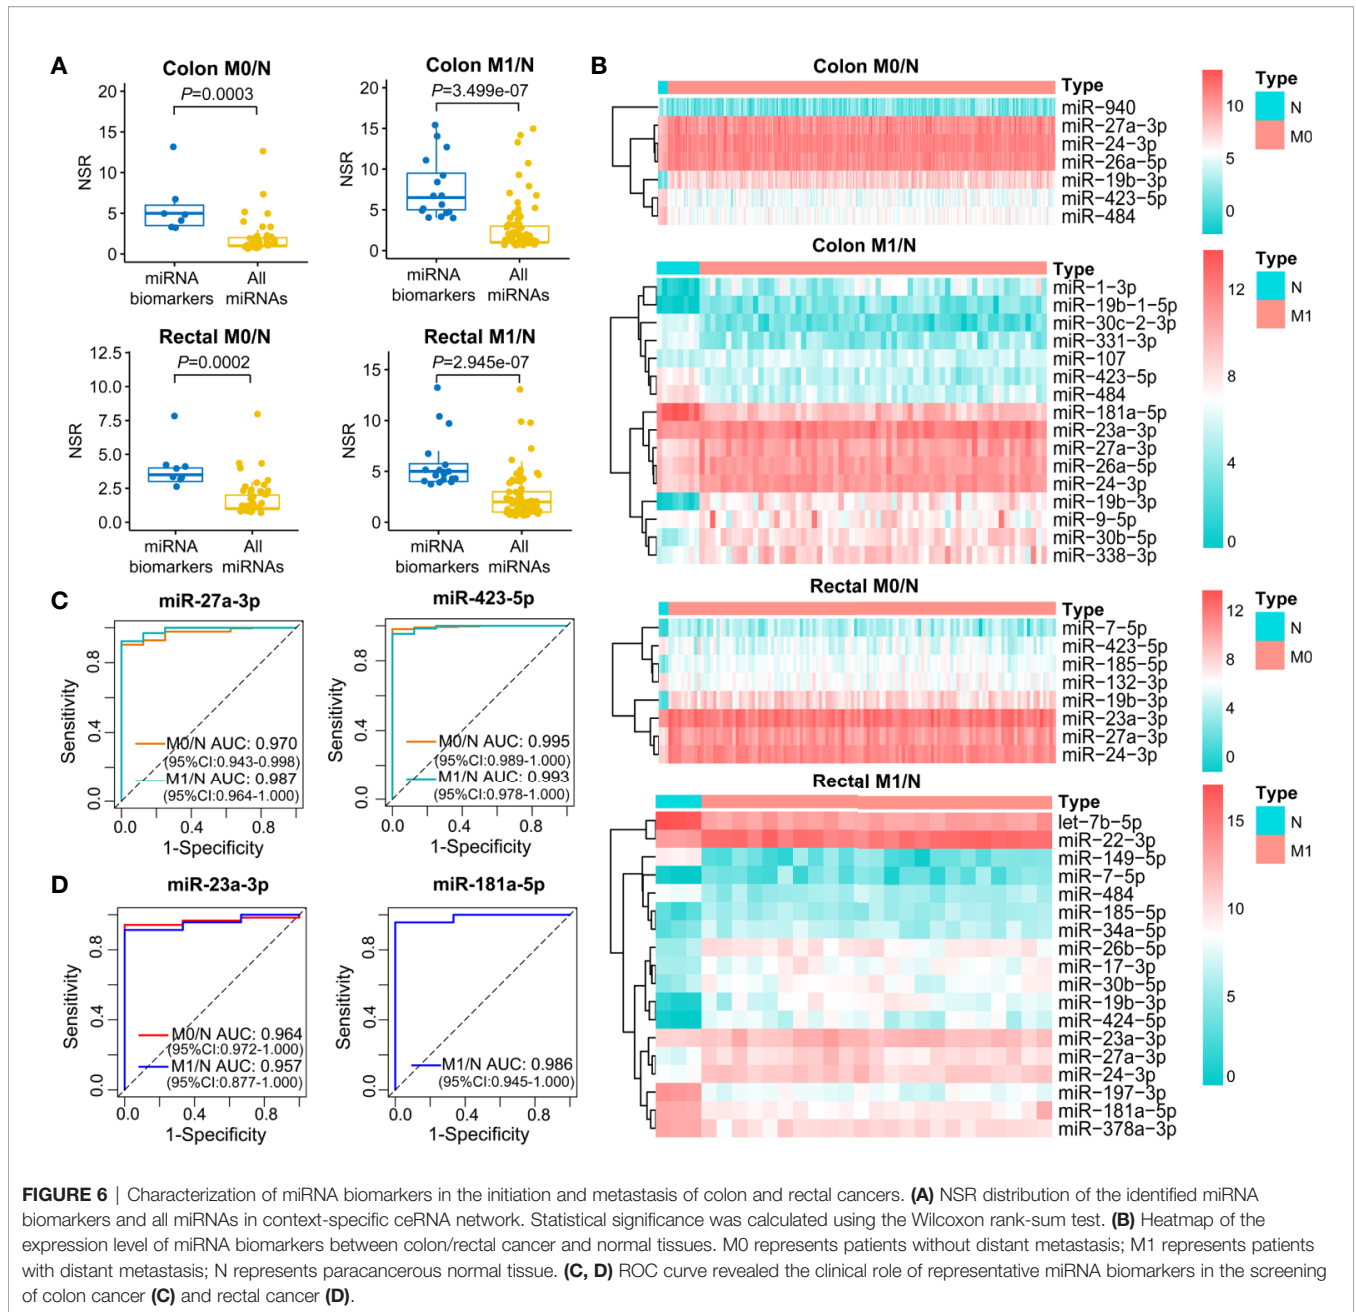 A
Colon M0/N
P=0.0003
20
15
10
5
0
NSR
miRNA
biomarkers
All
miRNAs
Colon M1/N
P=3.499e-07
20
15
10
5
0
NSR
miRNA
biomarkers
All
miRNAs
Rectal M0/N
P=0.0002
12.5
10.0
7.5
5.0
2.5
0.0
NSR
miRNA
biomarkers
All
miRNAs
Rectal M1/N
P=2.945e-07
15
10
5
0
NSR
miRNA
biomarkers
All
miRNAs
B
Colon M0/N
Type
miR-940
miR-27a-3p
miR-24-3p
miR-26a-5p
miR-19b-3p
miR-423-5p
miR-484
10
5
0
Type
N
M0
Colon M1/N
Type
miR-1-3p
miR-19b-1-5p
miR-30c-2-3p
miR-331-3p
miR-107
miR-423-5p
miR-484
miR-181a-5p
miR-23a-3p
miR-27a-3p
miR-26a-5p
miR-24-3p
miR-19b-3p
miR-9-5p
miR-30b-5p
miR-338-3p
12
8
4
0
Type
N
M1
Rectal M0/N
Type
miR-7-5p
miR-423-5p
miR-185-5p
miR-132-3p
miR-19b-3p
miR-23a-3p
miR-27a-3p
miR-24-3p
12
8
4
0
Type
N
M0
Rectal M1/N
Type
let-7b-5p
miR-22-3p
miR-149-5p
miR-7-5p
miR-484
miR-185-5p
miR-34a-5p
miR-26b-5p
miR-17-3p
miR-30b-5p
miR-19b-3p
miR-424-5p
miR-23a-3p
miR-27a-3p
miR-24-3p
miR-197-3p
miR-181a-5p
miR-378a-3p
15
10
5
0
Type
N
M1
C
miR-27a-3p
Sensitivity
0.8
0.4
0.0
M0/N AUC: 0.970
(95%CI:0.943-0.998)
M1/N AUC: 0.987
(95%CI:0.964-1.000)
0.0 0.4 0.8
1-Specificity
miR-423-5p
Sensitivity
0.8
0.4
0.0
M0/N AUC: 0.995
(95%CI:0.989-1.000)
M1/N AUC: 0.993
(95%CI:0.978-1.000)
0.0 0.4 0.8
1-Specificity
D
miR-23a-3p
Sensitivity
0.8
0.4
0.0
M0/N AUC: 0.964
(95%CI:0.972-1.000)
M1/N AUC: 0.957
(95%CI:0.877-1.000)
0.0 0.4 0.8
1-Specificity
miR-181a-5p
Sensitivity
0.8
0.4
0.0
M1/N AUC: 0.986
(95%CI:0.945-1.000)
0.0 0.4 0.8
1-Specificity
FIGURE 6 | Characterization of miRNA biomarkers in the initiation and metastasis of colon and rectal cancers. (A) NSR distribution of the identified miRNA
biomarkers and all miRNAs in context-specific ceRNA network. Statistical significance was calculated using the Wilcoxon rank-sum test. (B) Heatmap of the
expression level of miRNA biomarkers between colon/rectal cancer and normal tissues. M0 represents patients without distant metastasis; M1 represents patients
with distant metastasis; N represents paracancerous normal tissue. (C, D) ROC curve revealed the clinical role of representative miRNA biomarkers in the screening
of colon cancer (C) and rectal cancer (D).